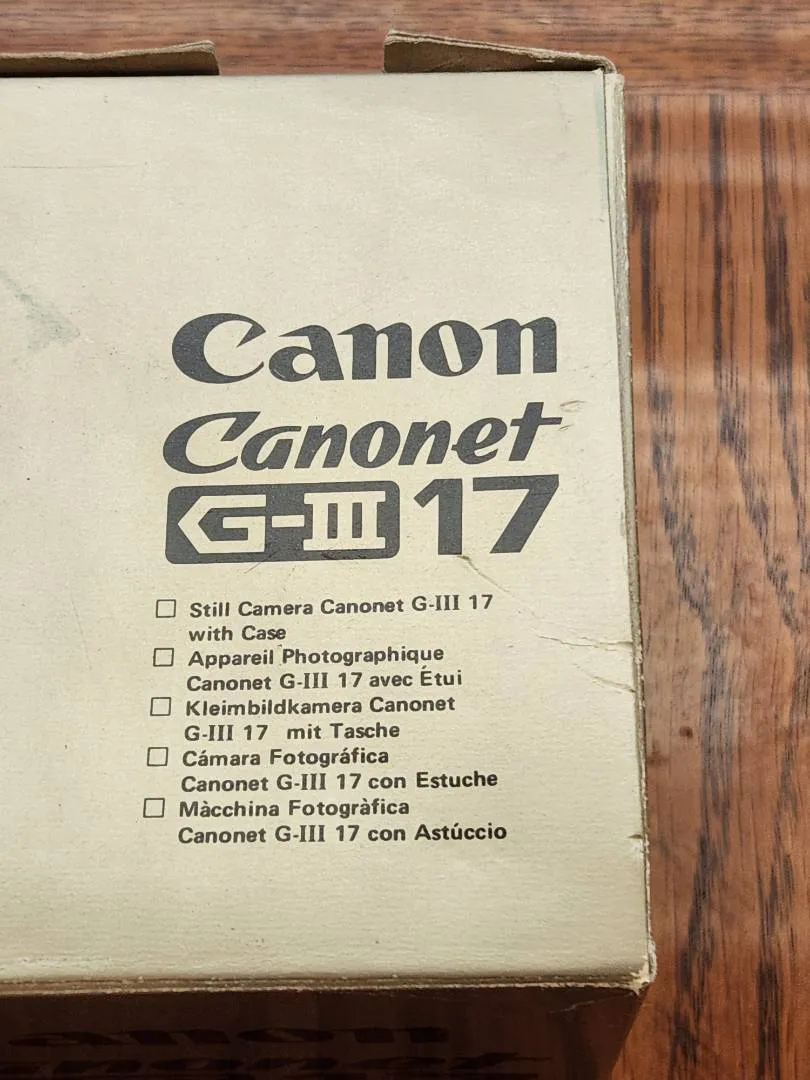 Canon
Canonet
G-III 17
Still Camera Canonet G-III 17
with Case
Appareil Photographique
Canonet G-III 17 avec Étui
Kleimbildkamera Canonet
G-III 17 mit Tasche
Cámara Fotográfica
Canonet G-III 17 con Estuche
Màcchina Fotogràfica
Canonet G-III 17 con Astúccio